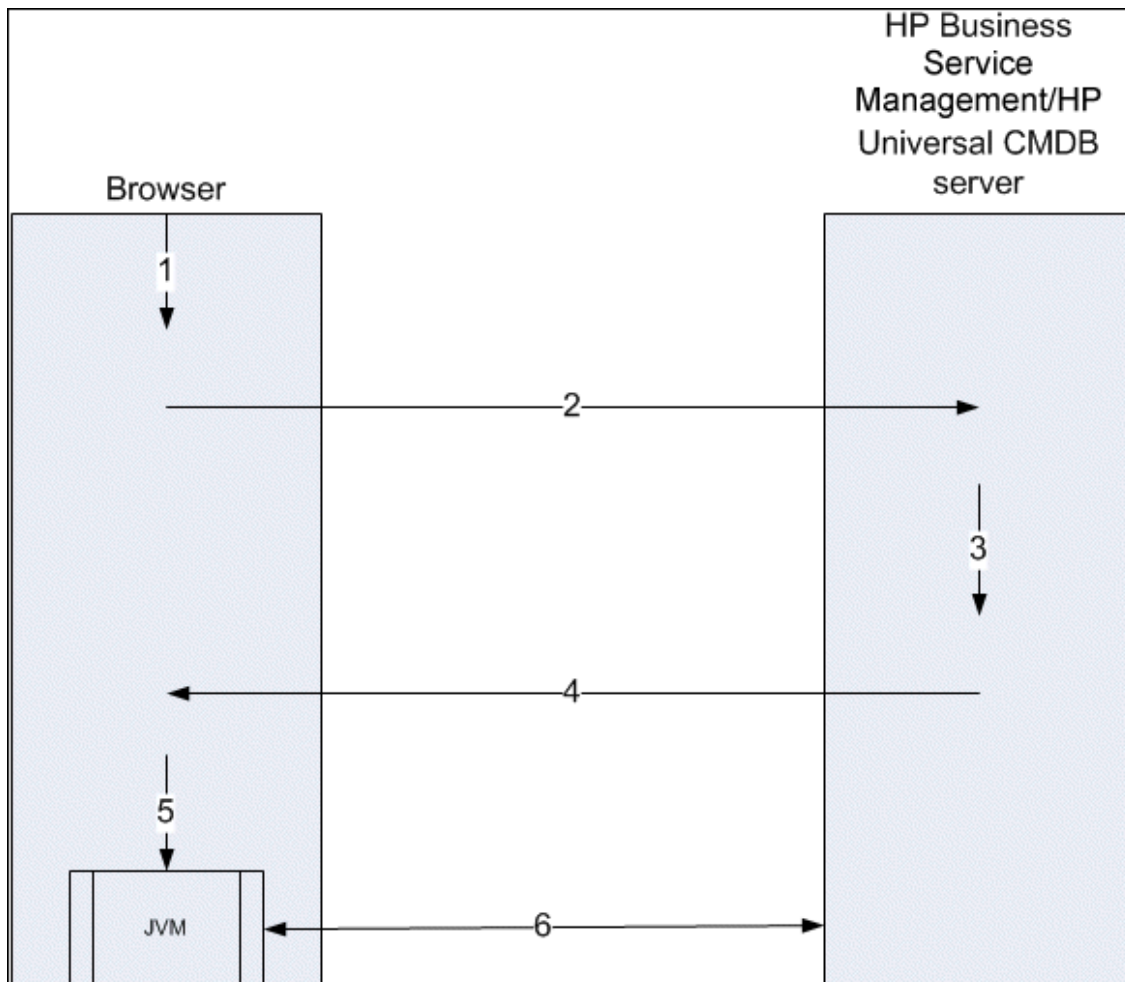 HP Business
Service
Management/HP
Universal CMDB
server
Browser
1
2
3
4
5
JVM
6